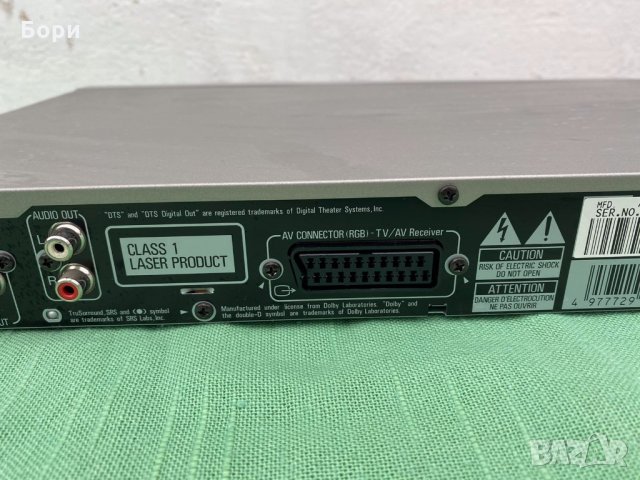 Бори
AUDIO OUT
L
R
"DTS" and "DTS Digital Out" are registered trademarks of Digital Theater Systems, Inc.
CLASS 1
LASER PRODUCT
AV CONNECTOR (RGB) - TV/AV Receiver
CAUTION
RISK OF ELECTRIC SHOCK
DO NOT OPEN
ATTENTION
DANGER D'ELECTROCUTION
NE PAS OUVRIR
MFD
SER.NO.
4 977729
TruSurround, SRS and (●) symbol
are trademarks of SRS Labs, Inc.
Manufactured under license from Dolby Laboratories. "Dolby" and
the double-D symbol are trademarks of Dolby Laboratories.
UT
BAZAR